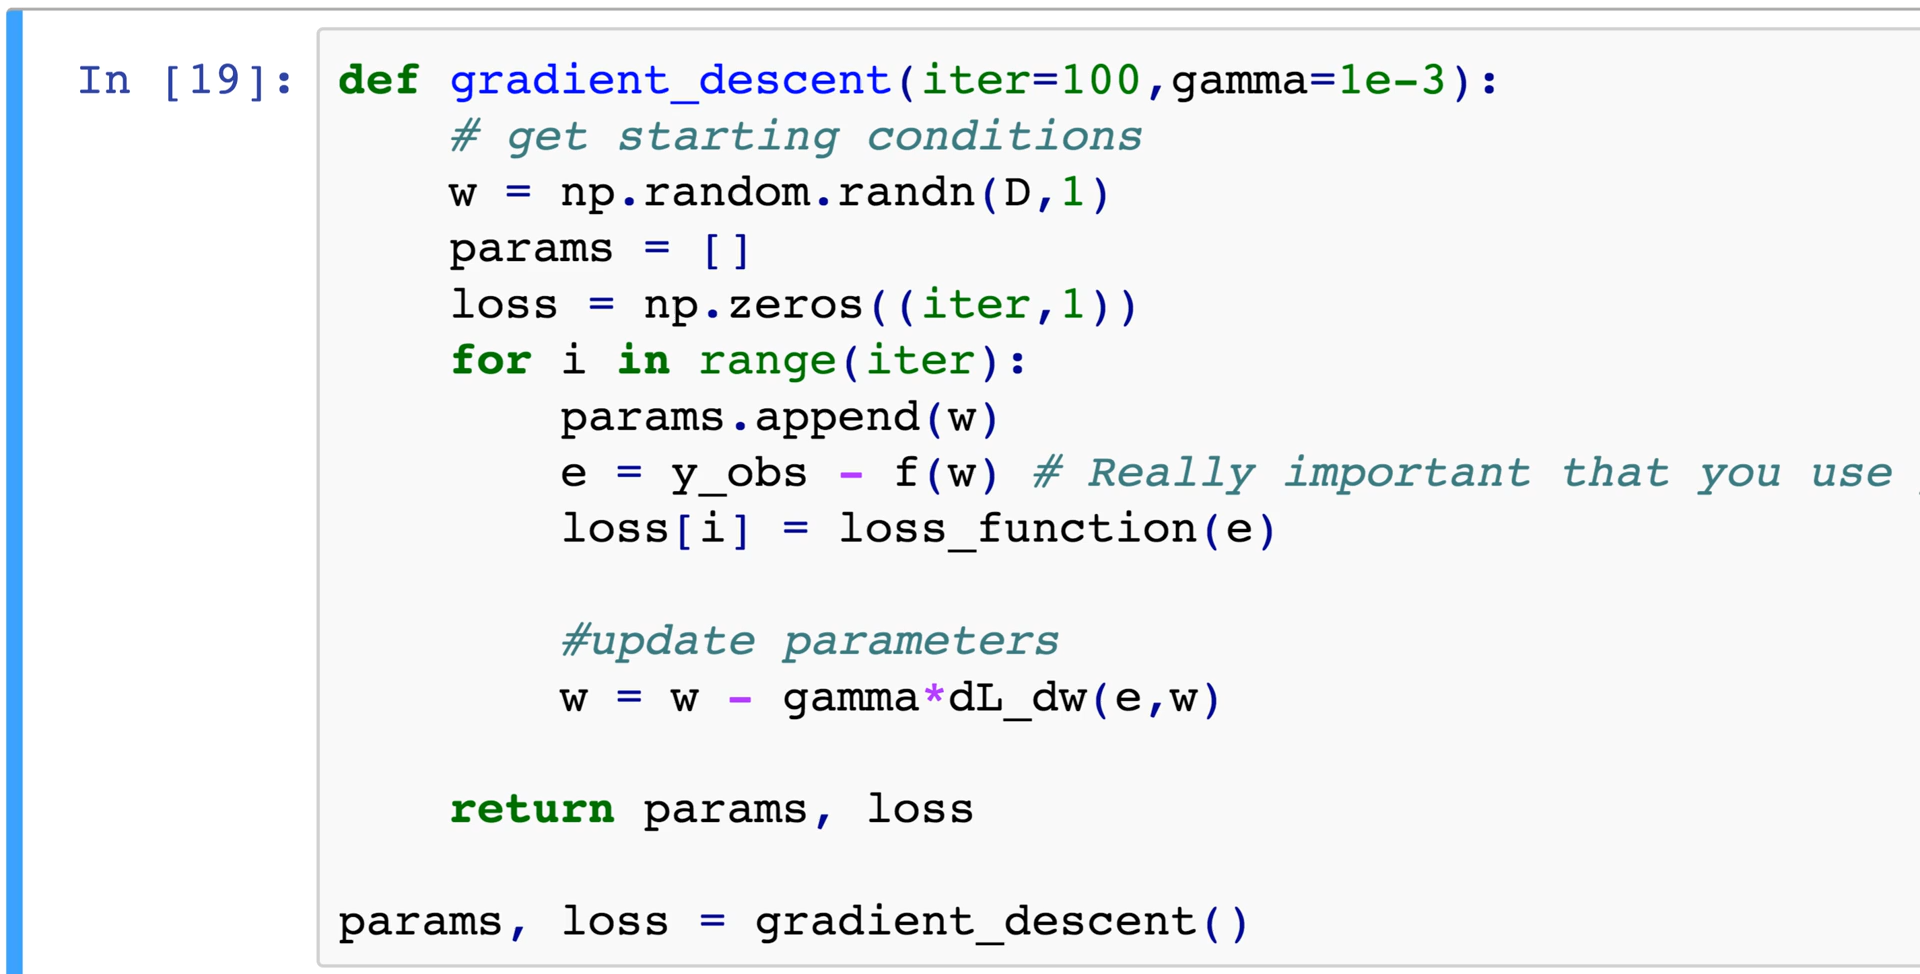 In [19]: def gradient_descent(iter=100,gamma=1e-3):
    # get starting conditions
    w = np.random.randn(D,1)
    params = []
    loss = np.zeros((iter,1))
    for i in range(iter):
        params.append(w)
        e = y_obs - f(w) # Really important that you use
        loss[i] = loss_function(e)

        #update parameters
        w = w - gamma*dL_dw(e,w)

    return params, loss

params, loss = gradient_descent()